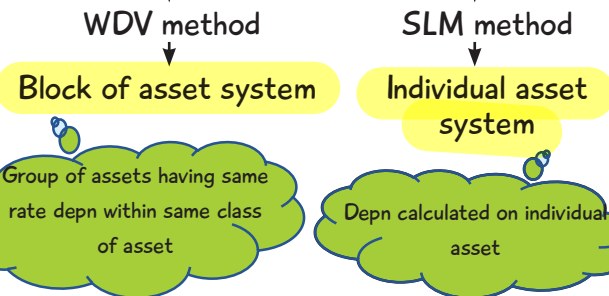 WDV method
Block of asset system
Group of assets having same
rate depn within same class
of asset
SLM method
Individual asset
system
Depn calculated on individual
asset